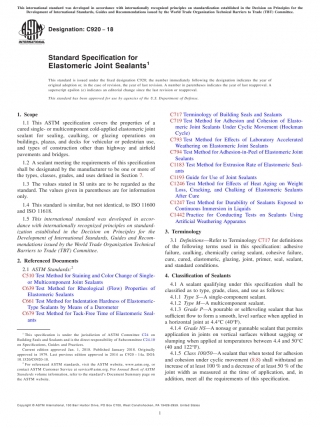 This international standard was developed in accordance with internationally recognized principles on standardization established in the Decision on Principles for the
Development of International Standards, Guides and Recommendations issued by the World Trade Organization Technical Barriers to Trade (TBT) Committee.
Designation: C920 − 18
Standard Specification for
Elastomeric Joint Sealants¹
This standard is issued under the fixed designation C920; the number immediately following the designation indicates the year of
original adoption or, in the case of revision, the year of last revision. A number in parentheses indicates the year of last reapproval. A
superscript epsilon (ε) indicates an editorial change since the last revision or reapproval.
This standard has been approved for use by agencies of the U.S. Department of Defense.
1. Scope
1.1 This specification covers the properties of a
cured single- or multicomponent cold-applied elastomeric joint
sealant for sealing, caulking, or glazing operations on
buildings, plazas, and decks for vehicular or pedestrian use,
and types of construction other than highway and airfield
pavements and bridges.
1.2 A sealant meeting the requirements of this specification
shall be designated by the manufacturer to be one or more of
the types, classes, grades, and uses defined in Section
1.3 The values stated in SI units are to be regarded as the
standard. The values given in parentheses are for information
only.
1.4 This standard is similar, but not identical, to ISO 11600
and ISO 11618.
1.5 This international standard was developed in accor-
dance with internationally recognized principles on standard-
ization established in the Decision on Principles for the
Development of International Standards, Guides and Recom-
mendations issued by the World Trade Organization Technical
Barriers to Trade (TBT) Committee.
2. Referenced Documents
2.1 ASTM Standards:²
C510 Test Method for Staining and Color Change of Single-
or Multicomponent Joint Sealants
C639 Test Method for Rheological (Flow) Properties of
Elastomeric Sealants
C661 Test Method for Indentation Hardness of Elastomeric-
Type Sealants by Means of a Durometer
C679 Test Method for Tack-Free Time of Elastomeric Seal-
ants
¹ This specification is under the jurisdiction of ASTM Committee C24 on
Building Seals and Sealants and is the direct responsibility of Subcommittee
on Specifications, Guides and Practices.
Current edition approved Jan. 1, 2018. Published January 2018. Originally
approved in 1979. Last previous edition approved in 2014 as
² For referenced ASTM standards, visit the ASTM website, www.astm.org, or
contact ASTM Customer Service at service@astm.org. For Annual Book of ASTM
Standards volume information, refer to the standard's Document Summary page on
the ASTM website.
C717 Terminology of Building Seals and Sealants
C719 Test Method for Adhesion and Cohesion of Elasto-
meric Joint Sealants Under Cyclic Movement (Hockman
Cycle)
C793 Test Method for Effects of Laboratory Accelerated
Weathering on Elastomeric Joint Sealants
C794 Test Method for Adhesion-in-Peel of Elastomeric Joint
Sealants
C1183 Test Method for Extrusion Rate of Elastomeric Seal-
ants
C1193 Guide for Use of Joint Sealants
C1246 Test Method for Effects of Heat Aging on Weight
Loss, Cracking, and Chalking of Elastomeric Sealants
After Cure
C1247 Test Method for Durability of Sealants Exposed to
Continuous Immersion in Liquids
C1442 Practice for Conducting Tests on Sealants Using
Artificial Weathering Apparatus
3. Terminology
3.1 Definitions—Refer to Terminology C717 for definitions
of the following terms used in this specification: adhesive
failure, caulking, chemically curing sealant, cohesive failure,
cure, cured, elastomeric, glazing, joint, primer, seal, sealant,
and standard conditions.
4. Classification of Sealants
4.1 A sealant qualifying under this specification shall be
classified as to type, grade, class, and use as follows:
4.1.1 Type S—A single-component sealant.
4.1.2 Type M—A multicomponent sealant.
4.1.3 Grade P—A pourable or selfleveling sealant that has
sufficient flow to form a smooth, level surface when applied in
a horizontal joint at 4.4°C (40°F).
4.1.4 Grade NS—A nonsag or gunnable sealant that permits
application in joints on vertical surfaces without sagging or
slumping when applied at temperatures between 4.4 and 50°C
(40 and 122°F).
4.1.5 Class 100/50—A sealant that when tested for adhesion
and cohesion under cyclic movement (8.8) shall withstand an
increase of at least 100 % and a decrease of at least 50 % of the
joint width as measured at the time of application, and, in
addition, meet all the requirements of this specification.
Copyright © ASTM International, 100 Barr Harbor Drive, PO Box C700, West Conshohocken, PA 19428-2959. United States
1